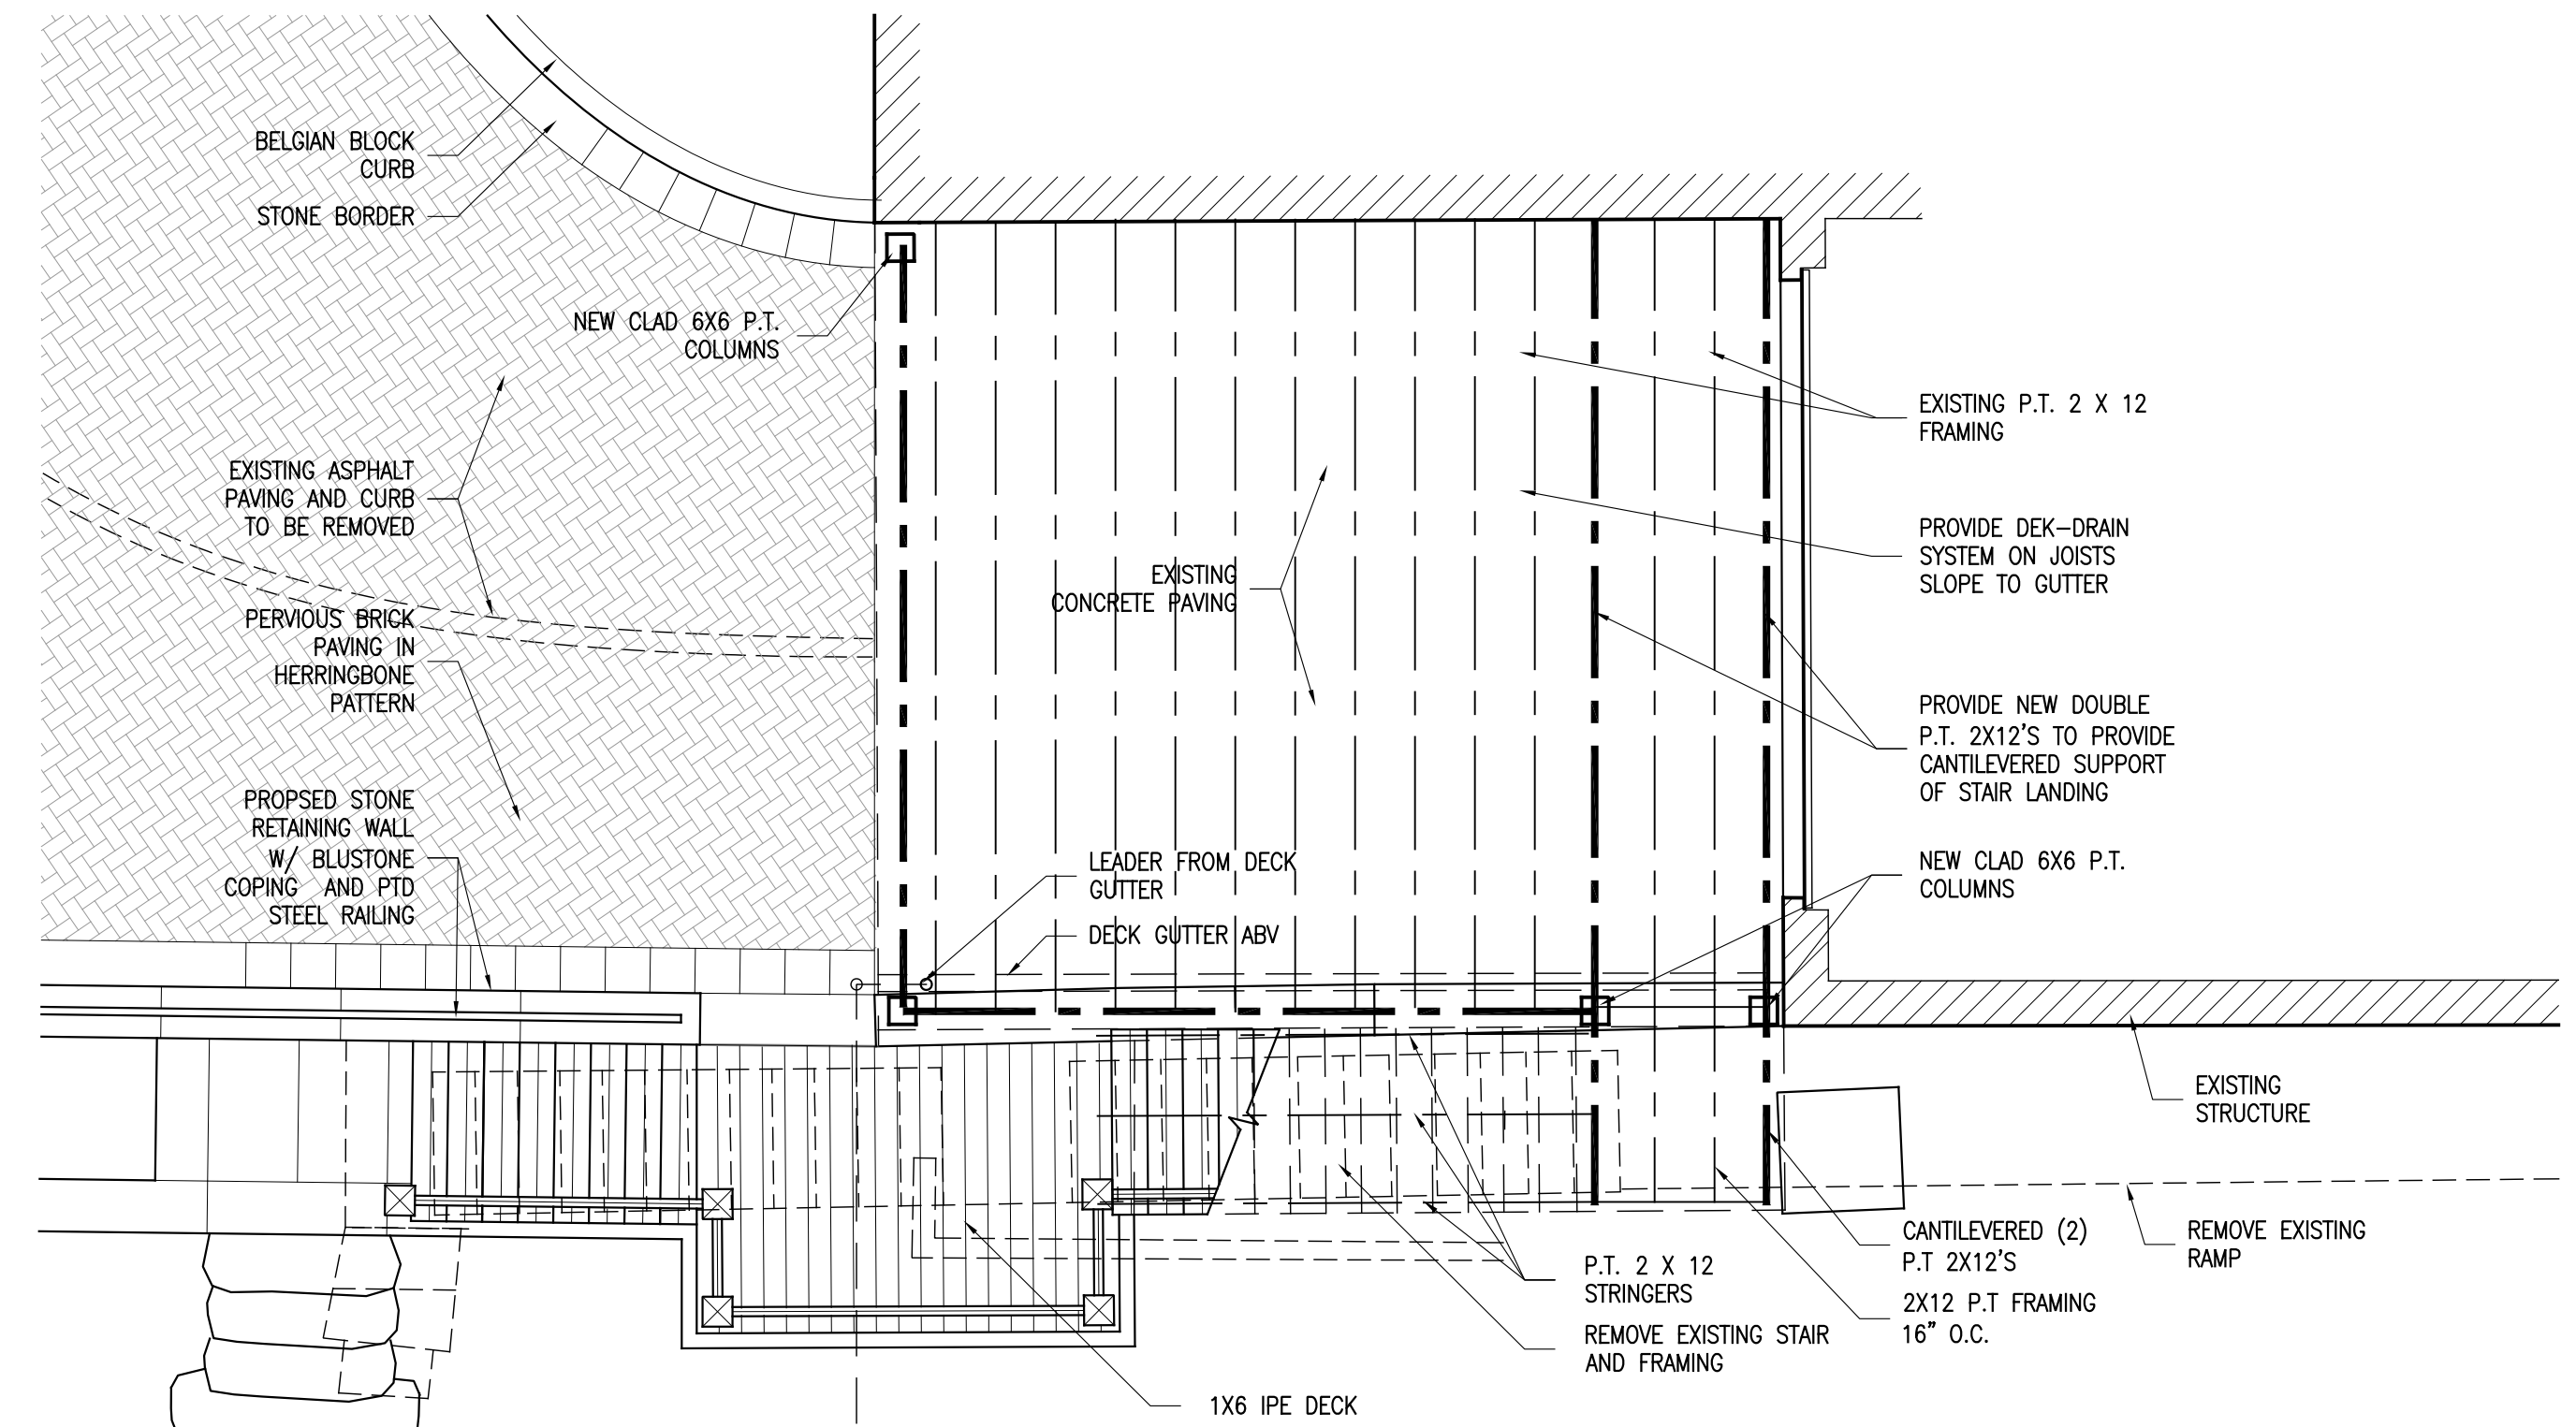 BELGIAN BLOCK
CURB
STONE BORDER
NEW CLAD 6X6 P.T.
COLUMNS
EXISTING ASPHALT
PAVING AND CURB
TO BE REMOVED
PERVIOUS BRICK
PAVING IN
HERRINGBONE
PATTERN
PROPSED STONE
RETAINING WALL
W/ BLUSTONE
COPING AND PTD
STEEL RAILING
EXISTING
CONCRETE PAVING
LEADER FROM DECK
GUTTER
DECK GUTTER ABV
EXISTING P.T. 2 X 12
FRAMING
PROVIDE DEK-DRAIN
SYSTEM ON JOISTS
SLOPE TO GUTTER
PROVIDE NEW DOUBLE
P.T. 2X12'S TO PROVIDE
CANTILEVERED SUPPORT
OF STAIR LANDING
NEW CLAD 6X6 P.T.
COLUMNS
EXISTING
STRUCTURE
REMOVE EXISTING
RAMP
CANTILEVERED (2)
P.T 2X12'S
2X12 P.T FRAMING
16" O.C.
P.T. 2 X 12
STRINGERS
REMOVE EXISTING STAIR
AND FRAMING
1X6 IPE DECK